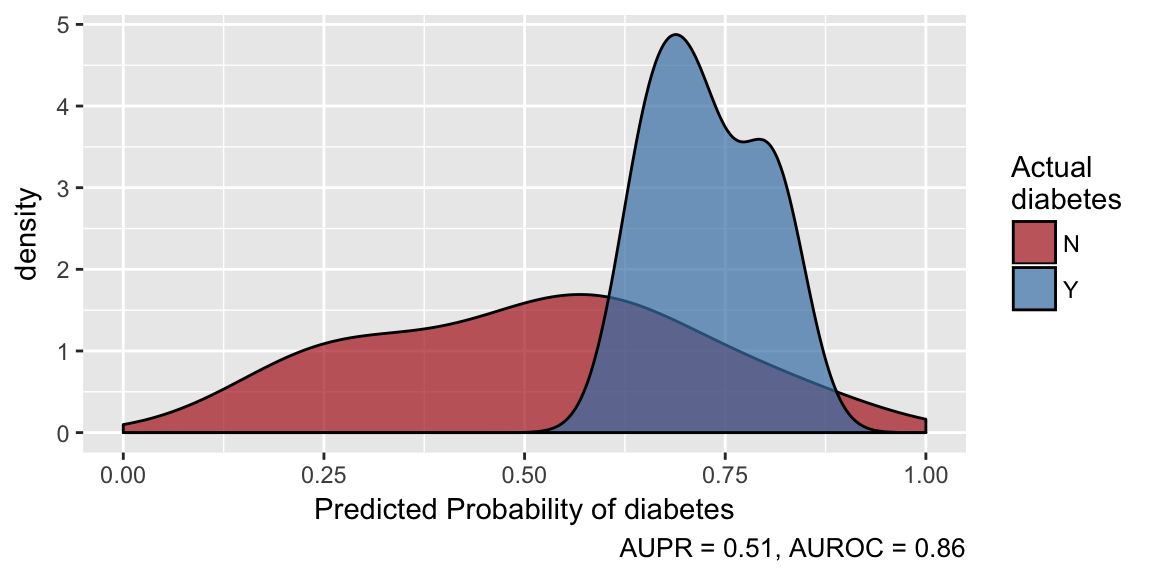 5
4
3
2
1
0
density
0.00 0.25 0.50 0.75 1.00
Predicted Probability of diabetes
AUPR = 0.51, AUROC = 0.86
Actual
diabetes
N
Y